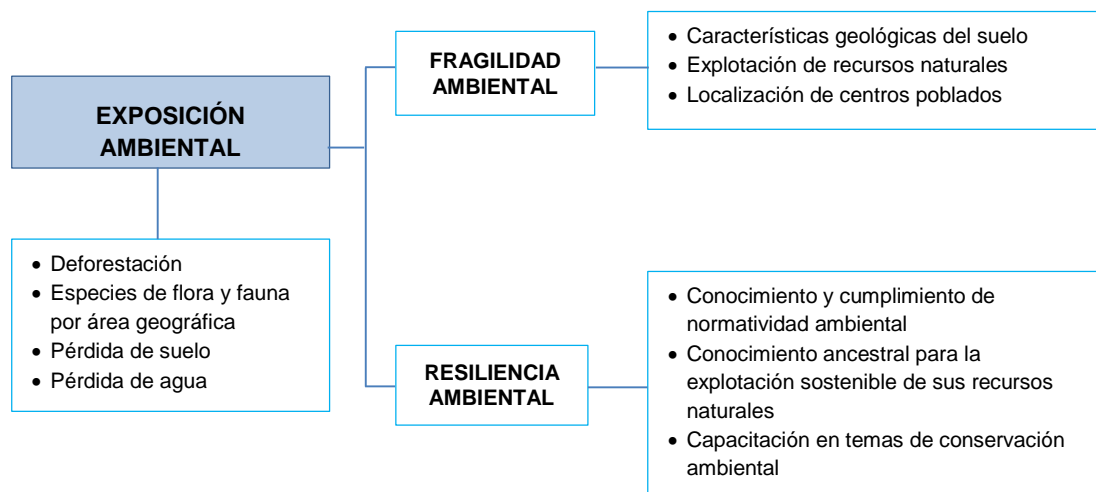 EXPOSICIÓN
AMBIENTAL
• Deforestación
• Especies de flora y fauna
por área geográfica
• Pérdida de suelo
• Pérdida de agua
FRAGILIDAD
AMBIENTAL
• Características geológicas del suelo
• Explotación de recursos naturales
• Localización de centros poblados
RESILIENCIA
AMBIENTAL
• Conocimiento y cumplimiento de
normatividad ambiental
• Conocimiento ancestral para la
explotación sostenible de sus recursos
naturales
• Capacitación en temas de conservación
ambiental